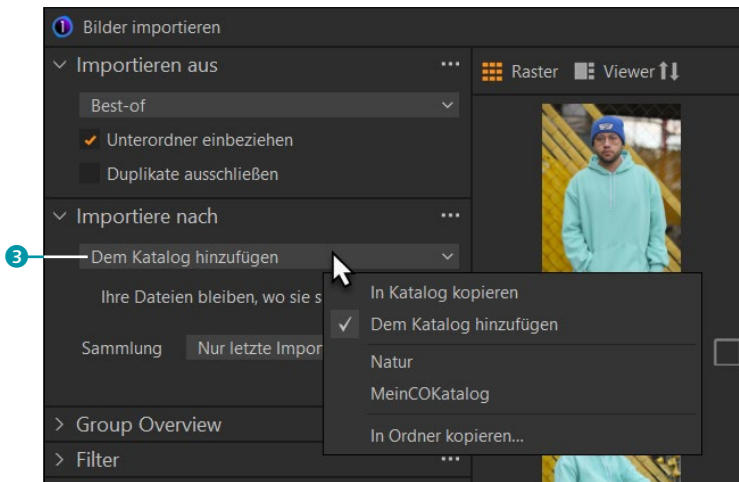 Bilder importieren
Importieren aus
Raster Viewer
Best-of
Unterordner einbeziehen
Duplikate ausschließen
Importiere nach
3
Dem Katalog hinzufügen
In Katalog kopieren
Ihre Dateien bleiben, wo sie s
Dem Katalog hinzufügen
Sammlung Nur letzte Impor
Natur
MeinCOKatalog
Group Overview
In Ordner kopieren...
Filter